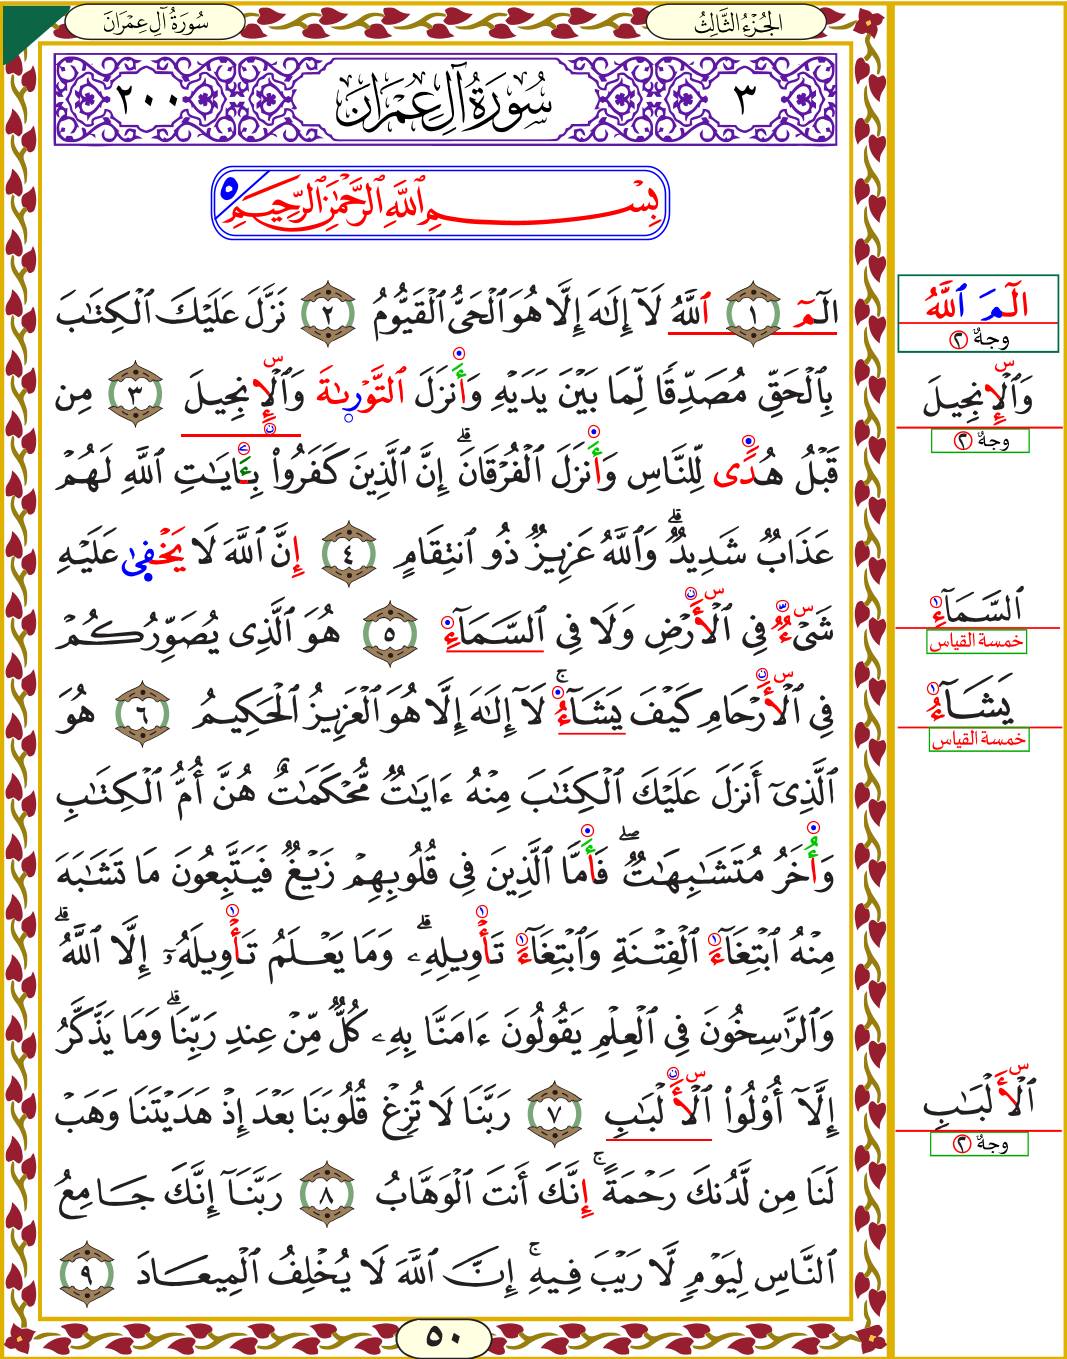 الجُزْءُ الثَّالِثُ
سُورَةُ آلِ عِمْرَانَ
٣
سُورَةُ آلِ عِمْرَانَ
٢٠٠
بِسْمِ ٱللَّهِ ٱلرَّحْمَٰنِ ٱلرَّحِيمِ ٥
الٓمٓ ١ ٱللَّهُ لَآ إِلَٰهَ إِلَّا هُوَ ٱلْحَىُّ ٱلْقَيُّومُ ٢ نَزَّلَ عَلَيْكَ ٱلْكِتَٰبَ
بِٱلْحَقِّ مُصَدِّقًا لِّمَا بَيْنَ يَدَيْهِ وَأَنزَلَ ٱلتَّوْرَىٰةَ وَٱلْإِنجِيلَ ٣ مِن
قَبْلُ هُدًى لِّلنَّاسِ وَأَنزَلَ ٱلْفُرْقَانَ ۗ إِنَّ ٱلَّذِينَ كَفَرُوا۟ بِـَٔايَٰتِ ٱللَّهِ لَهُمْ
عَذَابٌ شَدِيدٌ ۗ وَٱللَّهُ عَزِيزٌ ذُو ٱنتِقَامٍ ٤ إِنَّ ٱللَّهَ لَا يَخْفَىٰ عَلَيْهِ
شَىْءٌ فِى ٱلْأَرْضِ وَلَا فِى ٱلسَّمَآءِ ٥ هُوَ ٱلَّذِى يُصَوِّرُكُمْ
فِى ٱلْأَرْحَامِ كَيْفَ يَشَآءُ ۚ لَآ إِلَٰهَ إِلَّا هُوَ ٱلْعَزِيزُ ٱلْحَكِيمُ ٦ هُوَ
ٱلَّذِىٓ أَنزَلَ عَلَيْكَ ٱلْكِتَٰبَ مِنْهُ ءَايَٰتٌ مُّحْكَمَٰتٌ هُنَّ أُمُّ ٱلْكِتَٰبِ
وَأُخَرُ مُتَشَٰبِهَٰتٌ ۖ فَأَمَّا ٱلَّذِينَ فِى قُلُوبِهِمْ زَيْغٌ فَيَتَّبِعُونَ مَا تَشَٰبَهَ
مِنْهُ ٱبْتِغَآءَ ٱلْفِتْنَةِ وَٱبْتِغَآءَ تَأْوِيلِهِۦ ۗ وَمَا يَعْلَمُ تَأْوِيلَهُۥٓ إِلَّا ٱللَّهُ ۗ
وَٱلرَّٰسِخُونَ فِى ٱلْعِلْمِ يَقُولُونَ ءَامَنَّا بِهِۦ كُلٌّ مِّنْ عِندِ رَبِّنَا ۗ وَمَا يَذَّكَّرُ
إِلَّآ أُو۟لُوا۟ ٱلْأَلْبَٰبِ ٧ رَبَّنَا لَا تُزِغْ قُلُوبَنَا بَعْدَ إِذْ هَدَيْتَنَا وَهَبْ
لَنَا مِن لَّدُنكَ رَحْمَةً ۚ إِنَّكَ أَنتَ ٱلْوَهَّابُ ٨ رَبَّنَآ إِنَّكَ جَامِعُ
ٱلنَّاسِ لِيَوْمٍ لَّا رَيْبَ فِيهِ ۚ إِنَّ ٱللَّهَ لَا يُخْلِفُ ٱلْمِيعَادَ ٩
٥٠
الٓمَ ٱللَّهُ
وجهٌ ٢
وَٱلْإِنجِيلَ
وجهٌ ٢
ٱلسَّمَآءِ
خمسة القياس
يَشَآءُ
خمسة القياس
ٱلْأَلْبَٰبِ
وجهٌ ٢